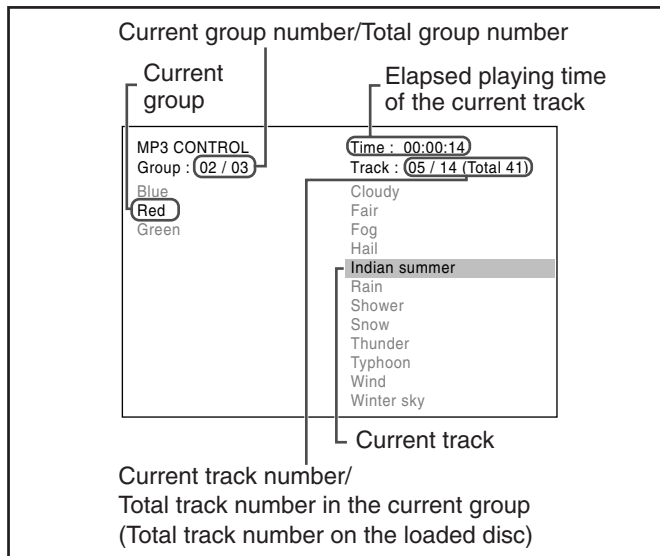 Current group number/Total group number
Current
group
Elapsed playing time
of the current track
MP3 CONTROL
Group : 02 / 03
Blue
Red
Green
Time : 00:00:14
Track : 05 / 14 (Total 41)
Cloudy
Fair
Fog
Hail
Indian summer
Rain
Shower
Snow
Thunder
Typhoon
Wind
Winter sky
Current track
Current track number/
Total track number in the current group
(Total track number on the loaded disc)